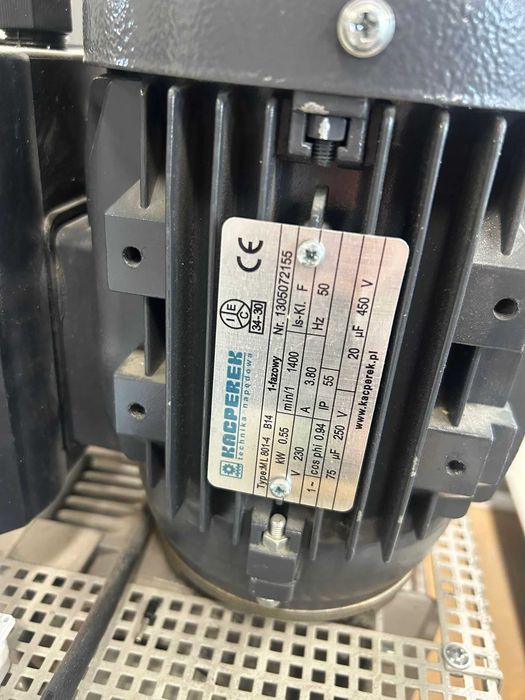 KACPEREK
technika-napędowa
IEC
34-30
CE
Type:ML801-4 B14 1-fazowy Nr. 1305072155
kW 0,55 min/1 1400 Is-Kl. F
V 230 A 3.80 Hz 50
1~ cos phi 0.94 IP 55
75 µF 250 V 20 µF 450 V
www.kacperek.pl